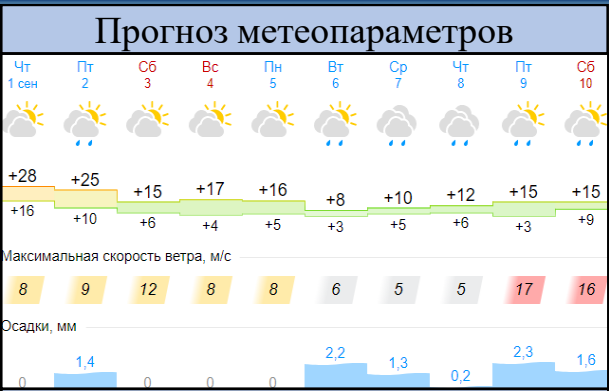 Прогноз метеопараметров
Чт Пт Сб Вс Пн Вт Ср Чт Пт Сб
1 сен 2 3 4 5 6 7 8 9 10
+28 +25 +15 +17 +16 +8 +10 +12 +15 +15
+16 +10 +6 +4 +5 +3 +5 +6 +3 +9
Максимальная скорость ветра, м/с
8 9 12 8 8 6 5 5 17 16
Осадки, мм
0 1,4 0 0 0 2,2 1,3 0,2 2,3 1,6